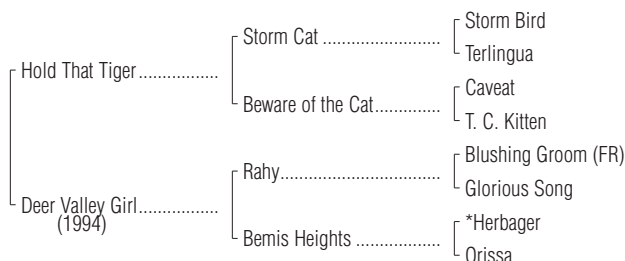 Storm Bird
Storm Cat ........................
Terlingua
Hold That Tiger ................
Caveat
Beware of the Cat.............
T. C. Kitten
Blushing Groom (FR)
Rahy................................
Glorious Song
Deer Valley Girl................
(1994)
*Herbager
Bemis Heights .................
Orissa